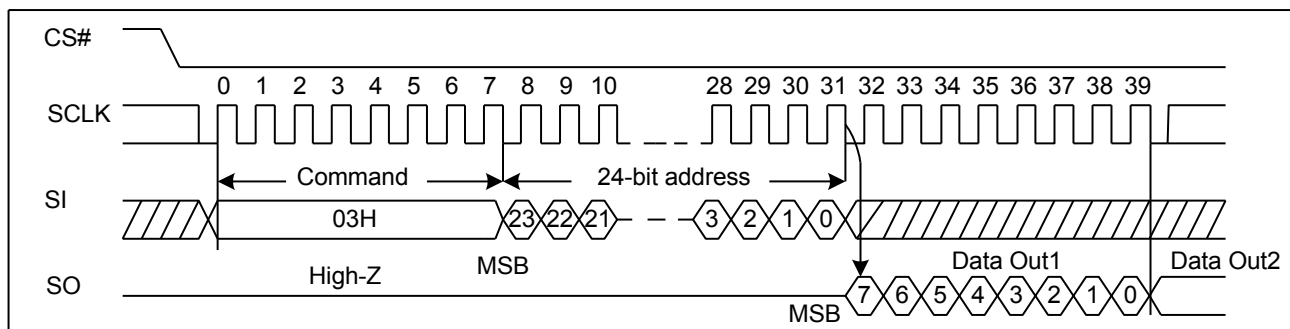 CS#
0 1 2 3 4 5 6 7 8 9 10 28 29 30 31 32 33 34 35 36 37 38 39
SCLK
Command 24-bit address
SI 03H 23 22 21 3 2 1 0
High-Z MSB Data Out1 Data Out2
SO 7 6 5 4 3 2 1 0
MSB